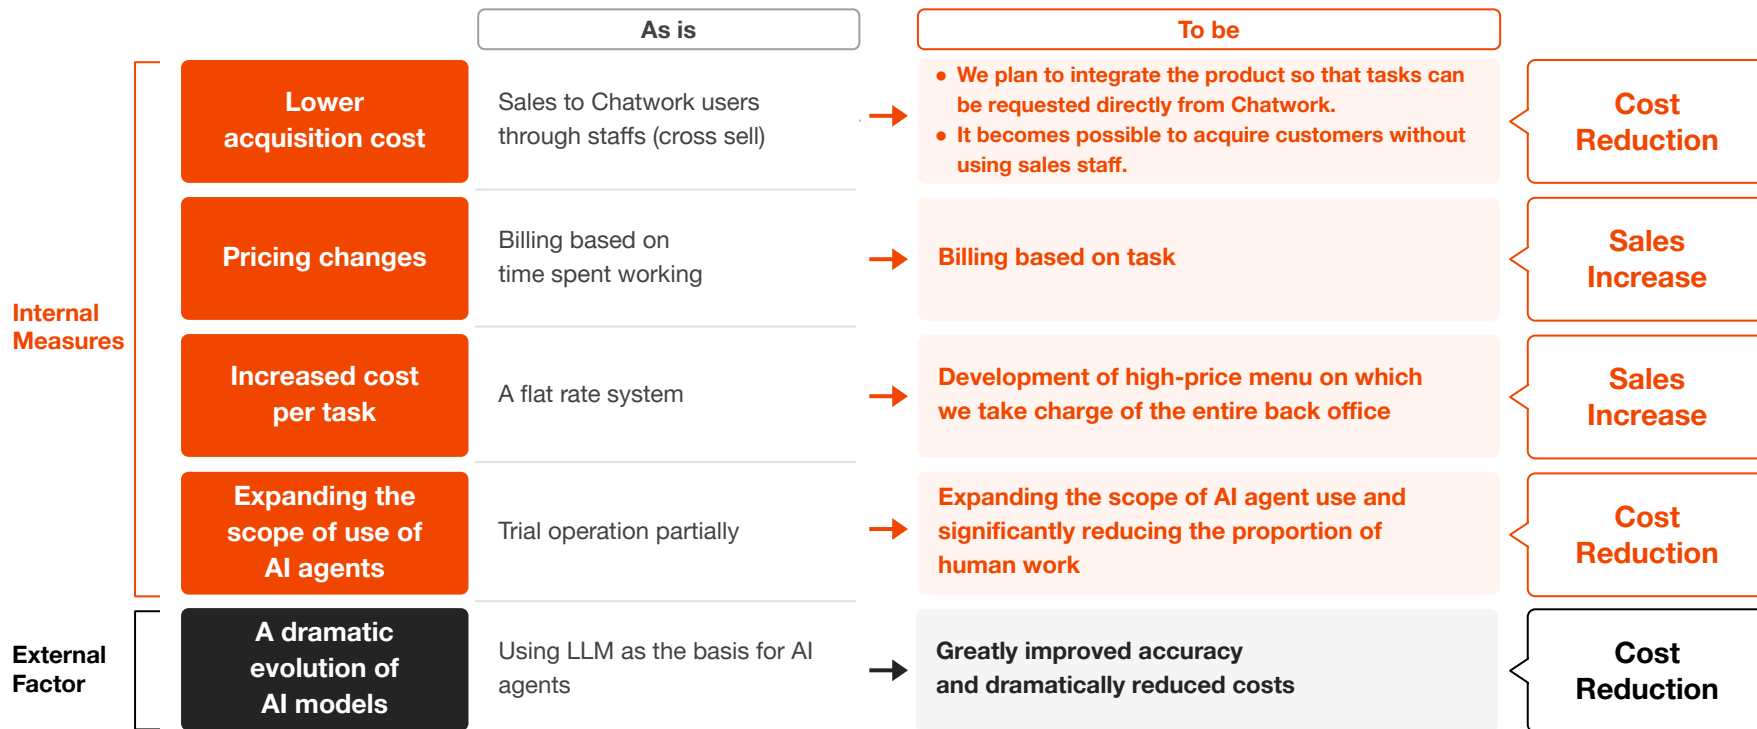 As is
To be
Internal
Measures
Lower
acquisition cost
Sales to Chatwork users
through staffs (cross sell)
• We plan to integrate the product so that tasks can
be requested directly from Chatwork.
• It becomes possible to acquire customers without
using sales staff.
Cost
Reduction
Pricing changes
Billing based on
time spent working
Billing based on task
Sales
Increase
Increased cost
per task
A flat rate system
Development of high-price menu on which
we take charge of the entire back office
Sales
Increase
Expanding the
scope of use of
AI agents
Trial operation partially
Expanding the scope of AI agent use and
significantly reducing the proportion of
human work
Cost
Reduction
External
Factor
A dramatic
evolution of
AI models
Using LLM as the basis for AI
agents
Greatly improved accuracy
and dramatically reduced costs
Cost
Reduction